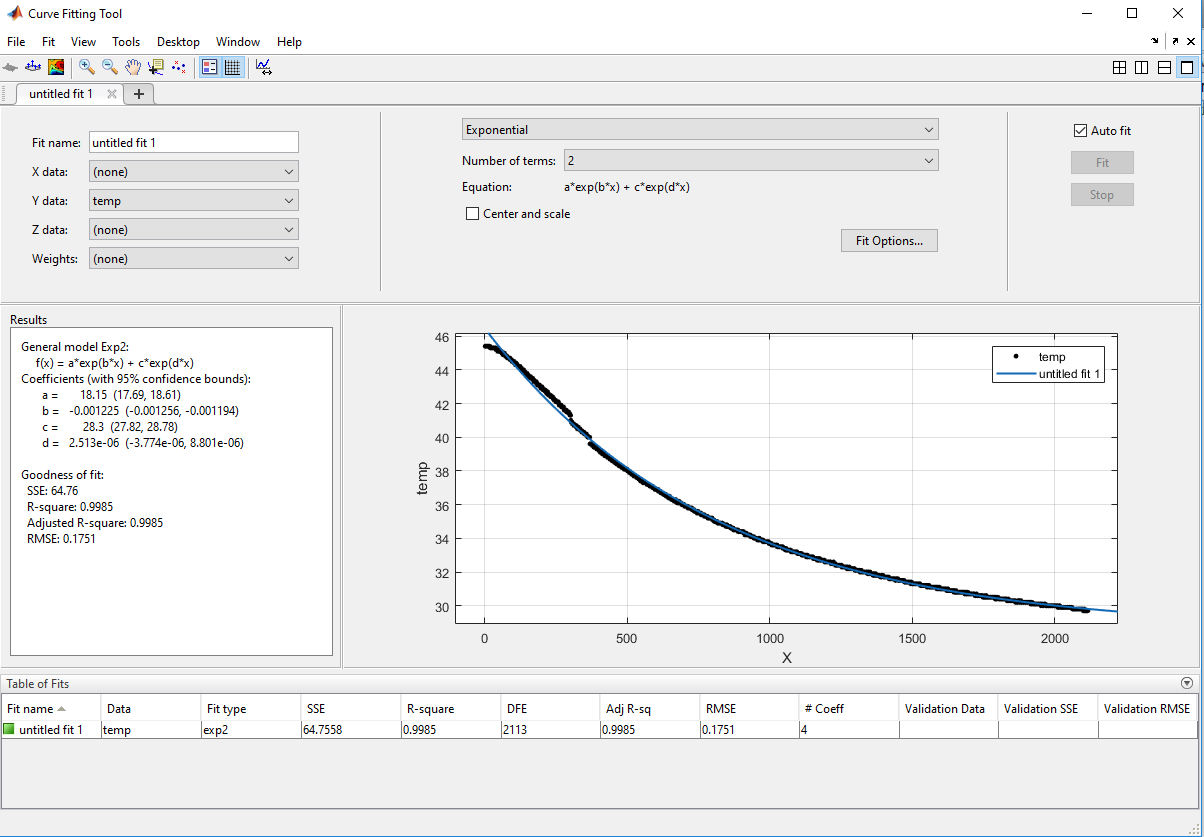 Curve Fitting Tool
File Fit View Tools Desktop Window Help
untitled fit 1
Fit name: untitled fit 1
X data: (none)
Y data: temp
Z data: (none)
Weights: (none)
Exponential
Number of terms: 2
Equation: a*exp(b*x) + c*exp(d*x)
Center and scale
Fit Options...
Auto fit
Fit
Stop
Results
General model Exp2:
f(x) = a*exp(b*x) + c*exp(d*x)
Coefficients (with 95% confidence bounds):
a = 18.15 (17.69, 18.61)
b = -0.001225 (-0.001256, -0.001194)
c = 28.3 (27.82, 28.78)
d = 2.513e-06 (-3.774e-06, 8.801e-06)
Goodness of fit:
SSE: 64.76
R-square: 0.9985
Adjusted R-square: 0.9985
RMSE: 0.1751
46
44
42
40
38
36
34
32
30
temp
0 500 1000 1500 2000
X
temp
untitled fit 1
Table of Fits
Fit name Data Fit type SSE R-square DFE Adj R-sq RMSE # Coeff Validation Data Validation SSE Validation RMSE
untitled fit 1 temp exp2 64.7558 0.9985 2113 0.9985 0.1751 4